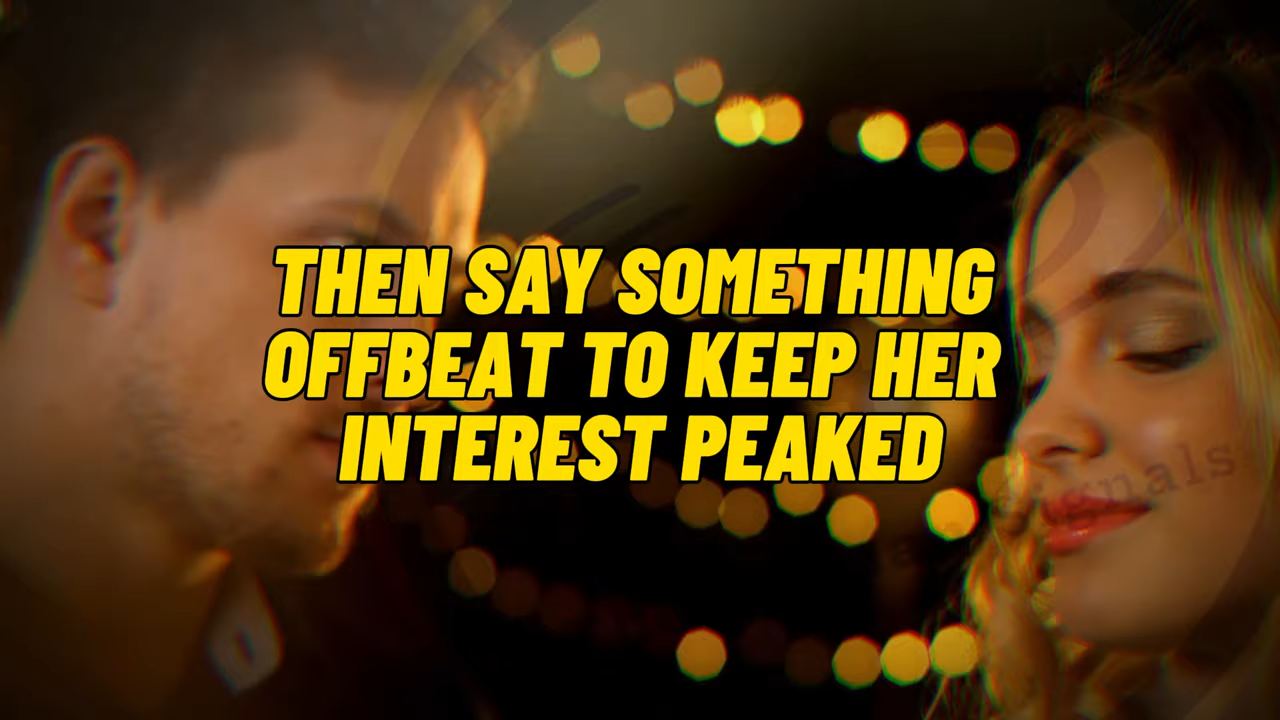 THEN SAY SOMETHING
OFFBEAT TO KEEP HER
INTEREST PEAKED